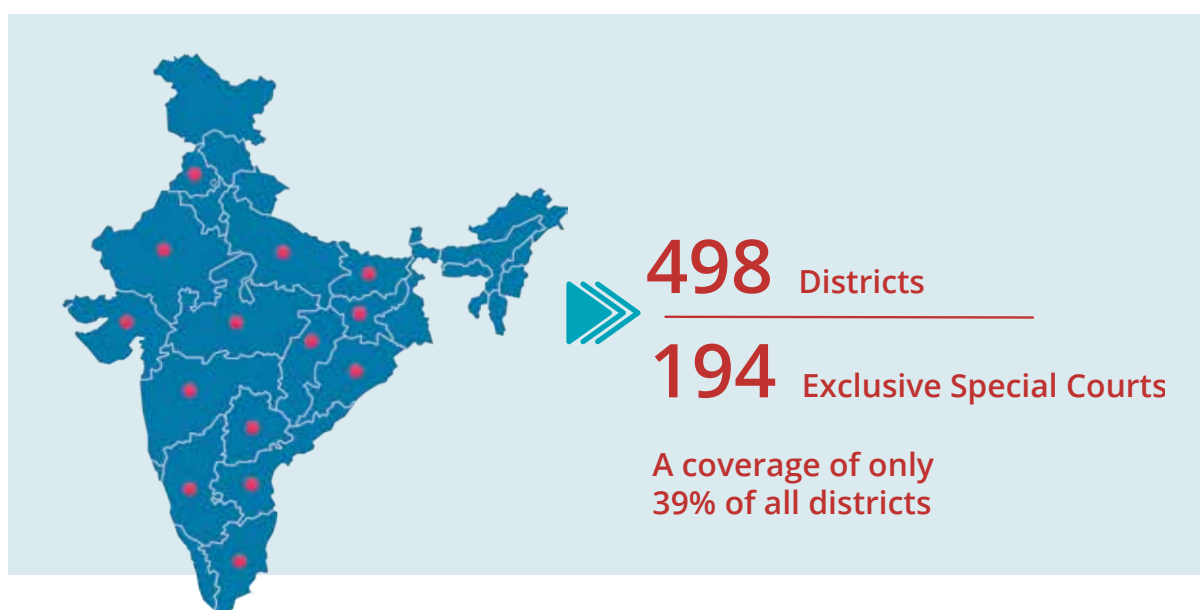 498 Districts
194 Exclusive Special Courts
A coverage of only
39% of all districts